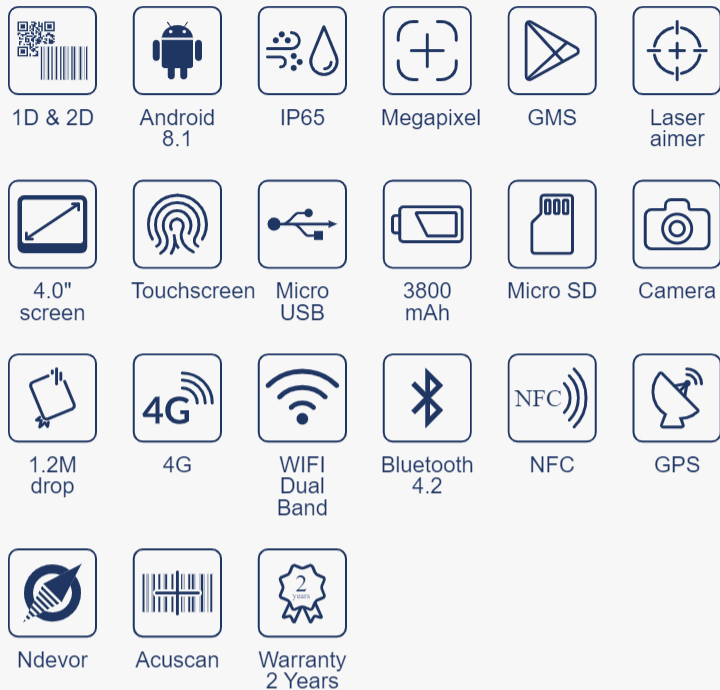 1D & 2D
Android
8.1
IP65
Megapixel
GMS
Laser
aimer
4.0"
screen
Touchscreen
Micro
USB
3800
mAh
Micro SD
Camera
1.2M
drop
4G
4G
WIFI
Dual
Band
Bluetooth
4.2
NFC
NFC
GPS
Ndevor
Acuscan
2
years
Warranty
2 Years